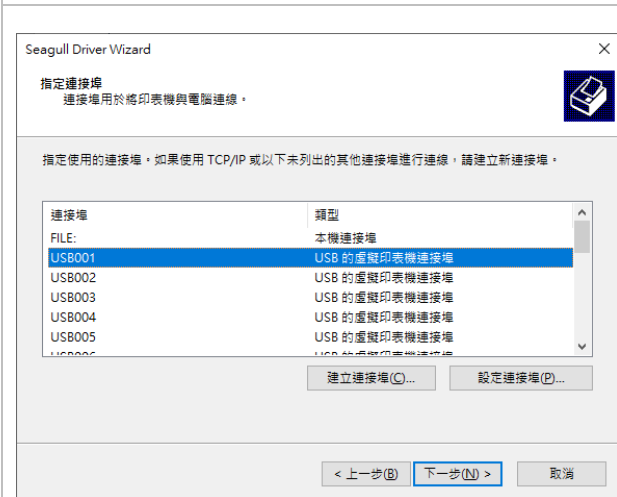 Seagull Driver Wizard
指定連接埠
連接埠用於將印表機與電腦連線。
指定使用的連接埠。如果使用 TCP/IP 或以下未列出的其他連接埠進行連線，請建立新連接埠。
連接埠 類型
FILE: 本機連接埠
USB001 USB 的虛擬印表機連接埠
USB002 USB 的虛擬印表機連接埠
USB003 USB 的虛擬印表機連接埠
USB004 USB 的虛擬印表機連接埠
USB005 USB 的虛擬印表機連接埠
建立連接埠(C)... 設定連接埠(P)...
< 上一步(B) 下一步(N) > 取消